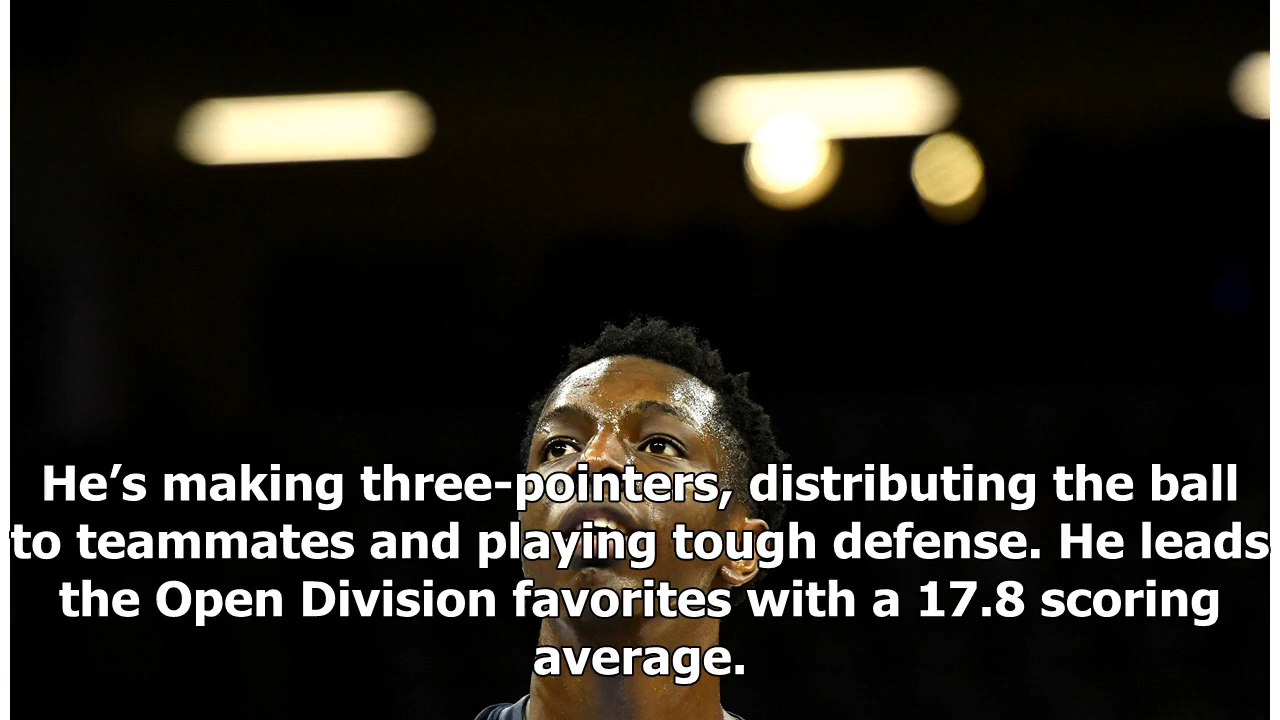 He’s making three-pointers, distributing the ball
to teammates and playing tough defense. He leads
the Open Division favorites with a 17.8 scoring
average.